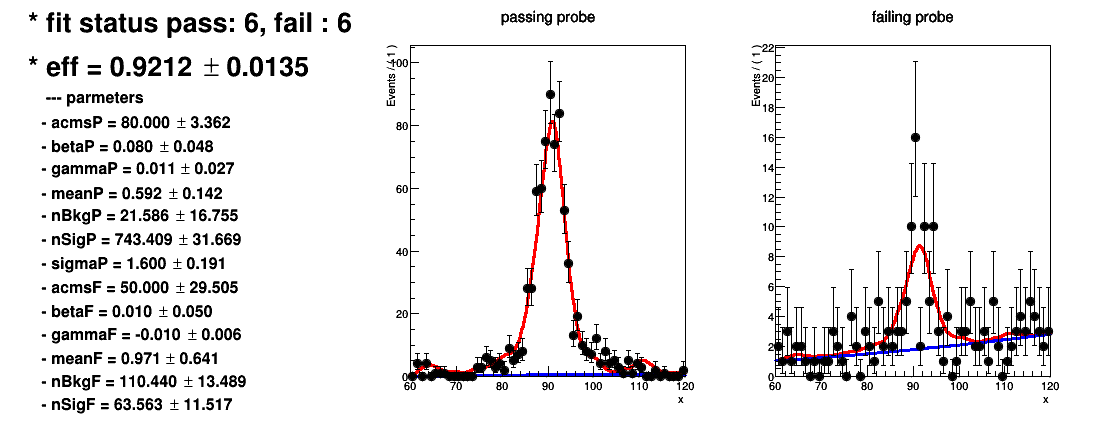 * fit status pass: 6, fail : 6
* eff = 0.9212 ± 0.0135
--- parmeters
- acmsP = 80.000 ± 3.362
- betaP = 0.080 ± 0.048
- gammaP = 0.011 ± 0.027
- meanP = 0.592 ± 0.142
- nBkgP = 21.586 ± 16.755
- nSigP = 743.409 ± 31.669
- sigmaP = 1.600 ± 0.191
- acmsF = 50.000 ± 29.505
- betaF = 0.010 ± 0.050
- gammaF = -0.010 ± 0.006
- meanF = 0.971 ± 0.641
- nBkgF = 110.440 ± 13.489
- nSigF = 63.563 ± 11.517
passing probe
Events / ( 1 )
100
80
60
40
20
0
60 70 80 90 100 110 120
x
failing probe
Events / ( 1 )
22
20
18
16
14
12
10
8
6
4
2
0
60 70 80 90 100 110 120
x